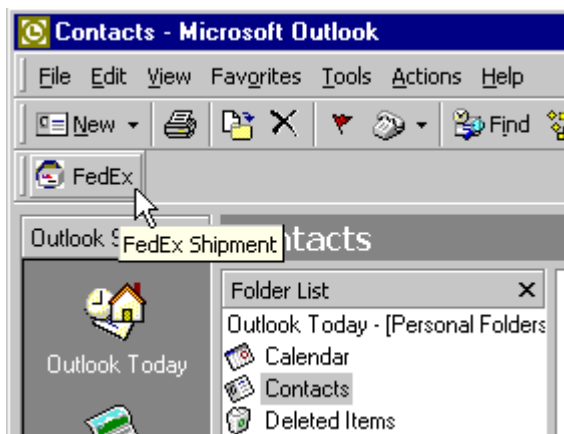 Contacts - Microsoft Outlook
File Edit View Favorites Tools Actions Help
New Find
FedEx
FedEx Shipment
Outlook S
ntacts
Folder List
Outlook Today - [Personal Folders
Outlook Today
Calendar
Contacts
Deleted Items